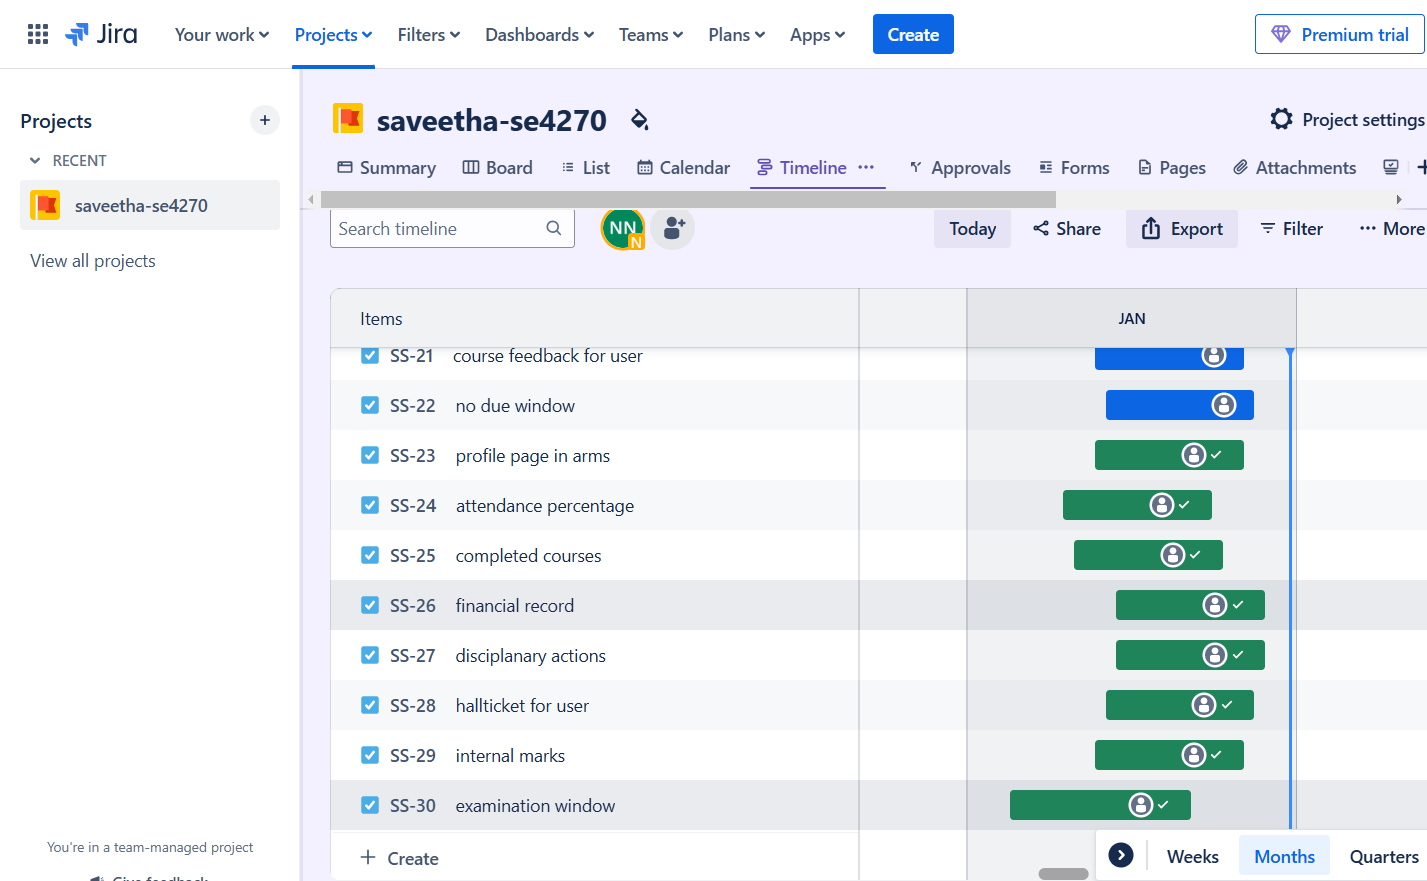 Jira Your work Projects Filters Dashboards Teams Plans Apps Create Premium trial
Projects
RECENT
saveetha-se4270
View all projects
You're in a team-managed project
Give feedback
saveetha-se4270
Project settings
Summary Board List Calendar Timeline Approvals Forms Pages Attachments
Search timeline NN N Today Share Export Filter More
Items JAN
SS-21 course feedback for user
SS-22 no due window
SS-23 profile page in arms
SS-24 attendance percentage
SS-25 completed courses
SS-26 financial record
SS-27 disciplanary actions
SS-28 hallticket for user
SS-29 internal marks
SS-30 examination window
+ Create
Weeks Months Quarters